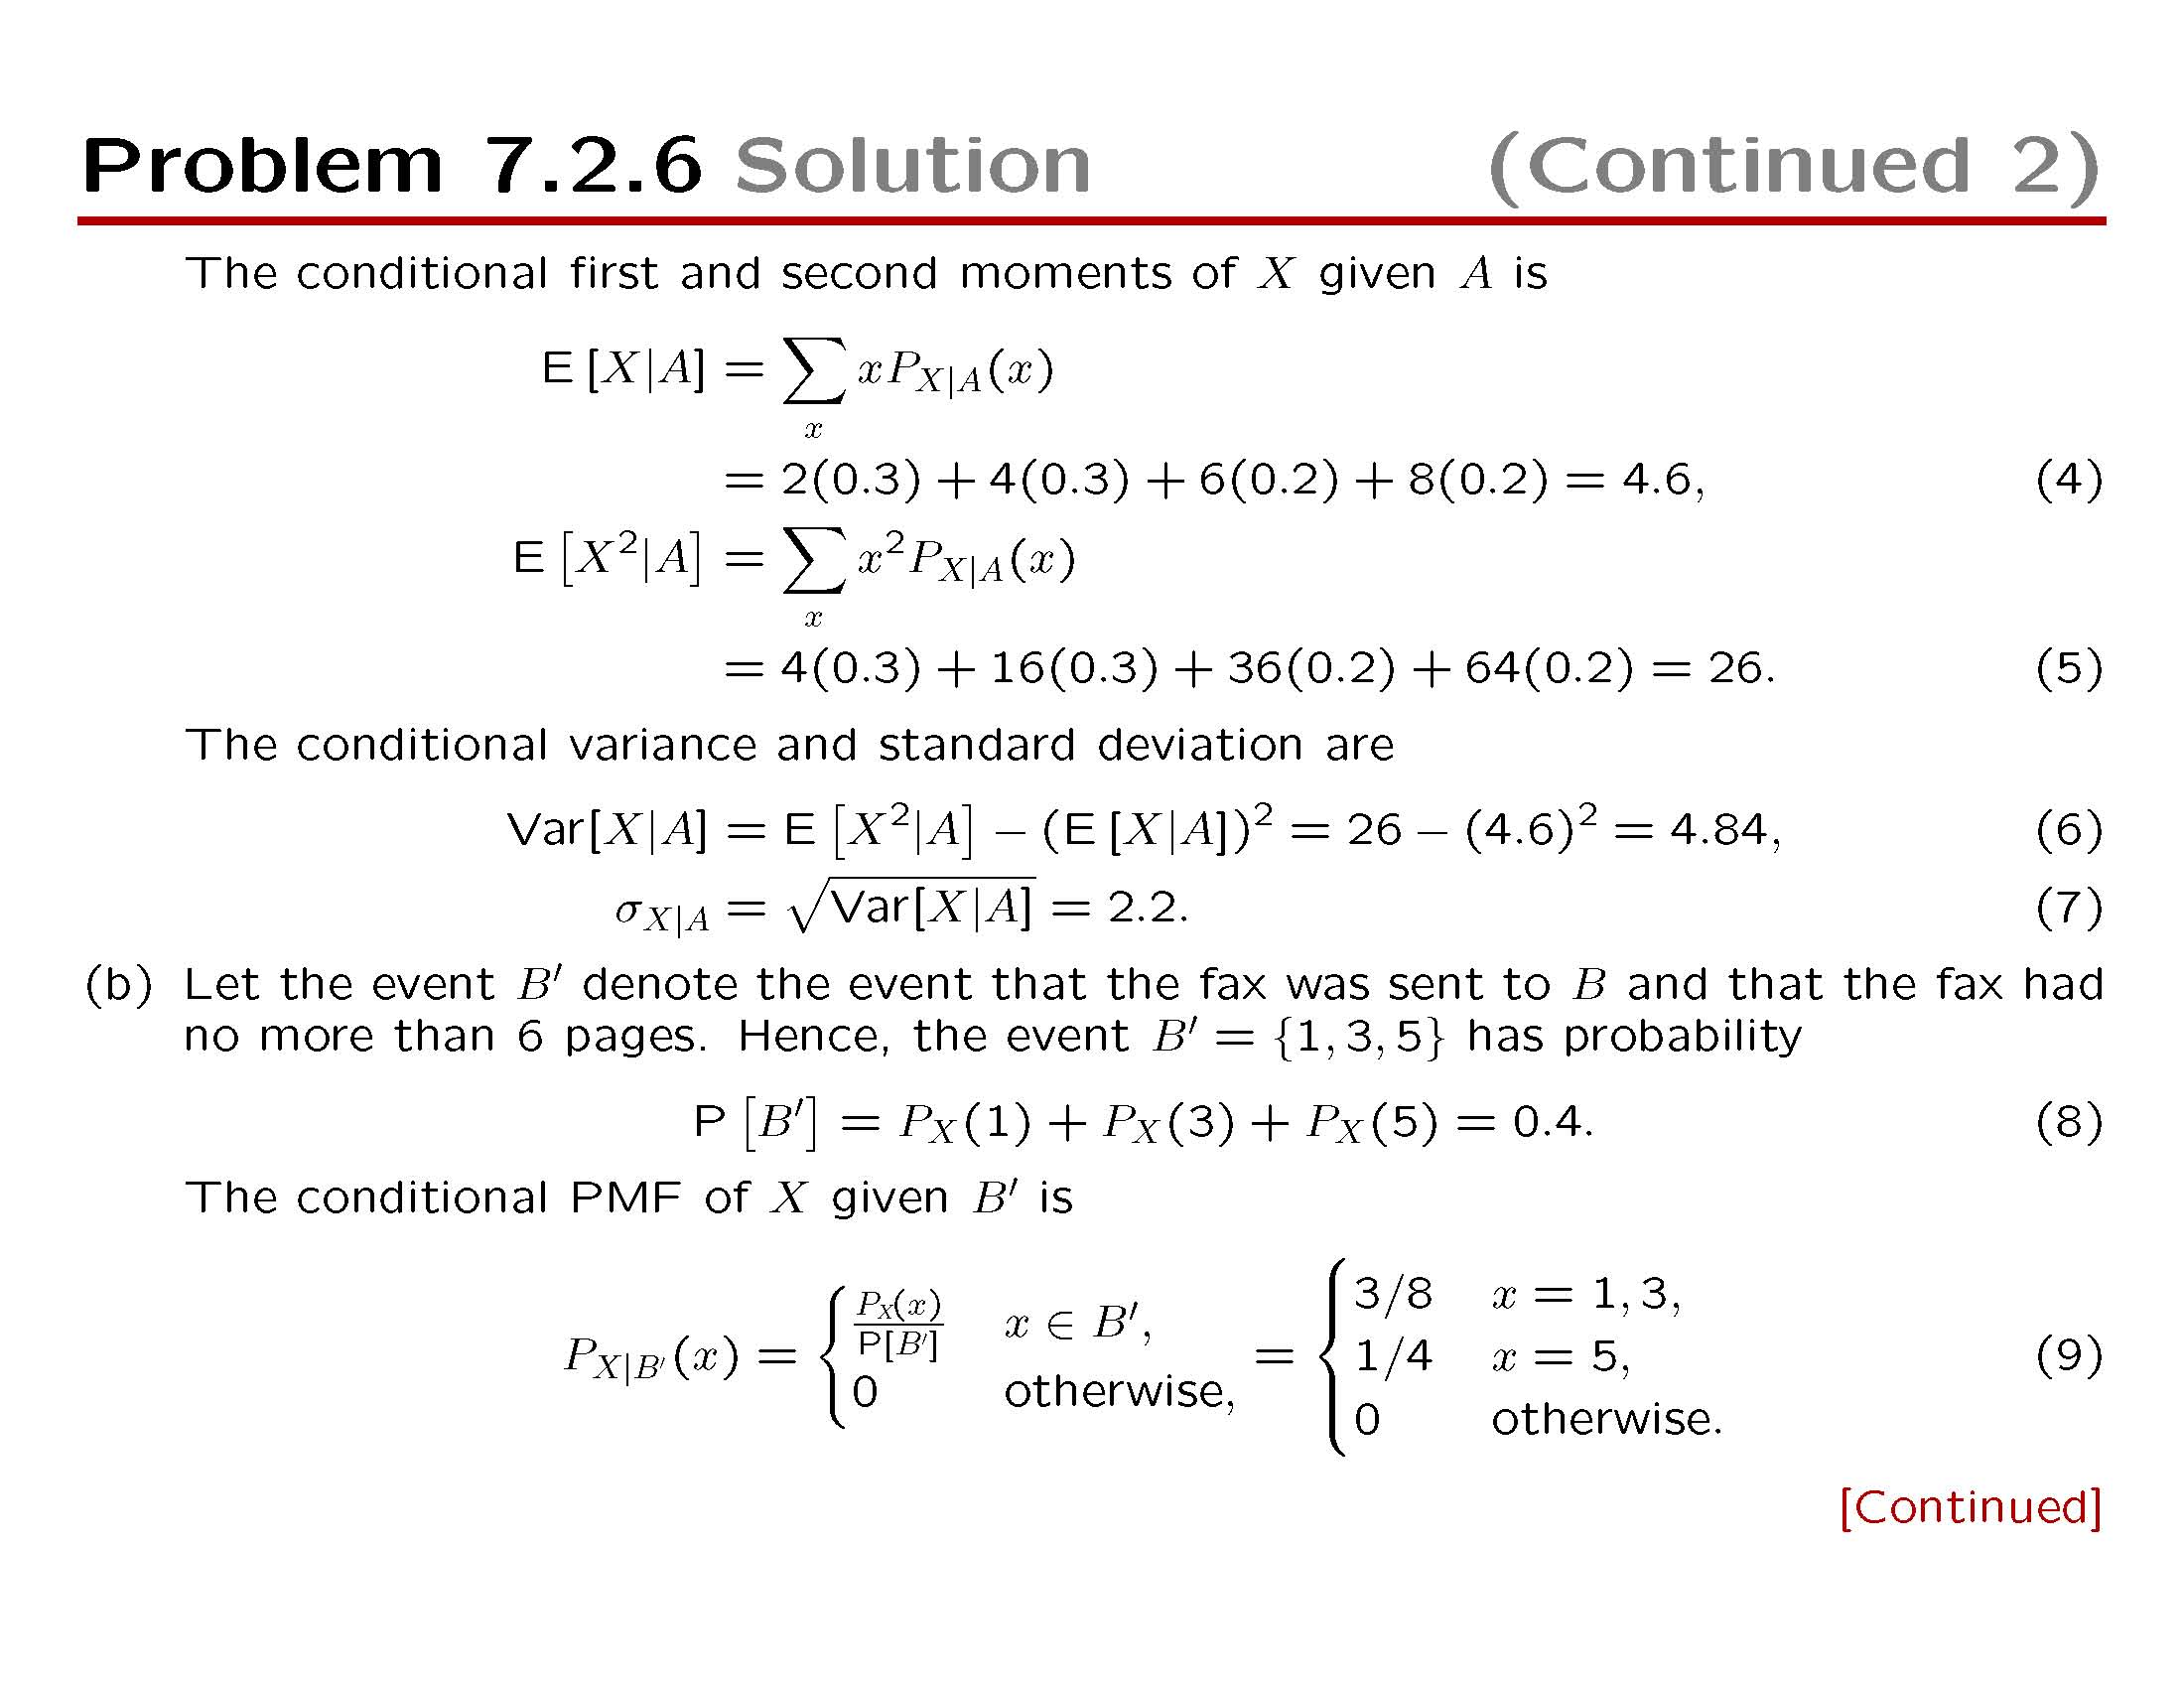 Problem 7.2.6 Solution (Continued 2)
The conditional first and second moments of X given A is
E [X|A] = ∑ₓ xP_{X|A}(x)
= 2(0.3) + 4(0.3) + 6(0.2) + 8(0.2) = 4.6, (4)
E [X²|A] = ∑ₓ x²P_{X|A}(x)
= 4(0.3) + 16(0.3) + 36(0.2) + 64(0.2) = 26. (5)
The conditional variance and standard deviation are
Var[X|A] = E [X²|A] − (E [X|A])² = 26 − (4.6)² = 4.84, (6)
σ_{X|A} = √Var[X|A] = 2.2. (7)
(b) Let the event B′ denote the event that the fax was sent to B and that the fax had
no more than 6 pages. Hence, the event B′ = {1, 3, 5} has probability
P [B′] = P_X(1) + P_X(3) + P_X(5) = 0.4. (8)
The conditional PMF of X given B′ is
P_{X|B′}(x) = { P_X(x)/P[B′] x ∈ B′, 0 otherwise, = { 3/8 x = 1, 3, 1/4 x = 5, 0 otherwise. (9)
[Continued]